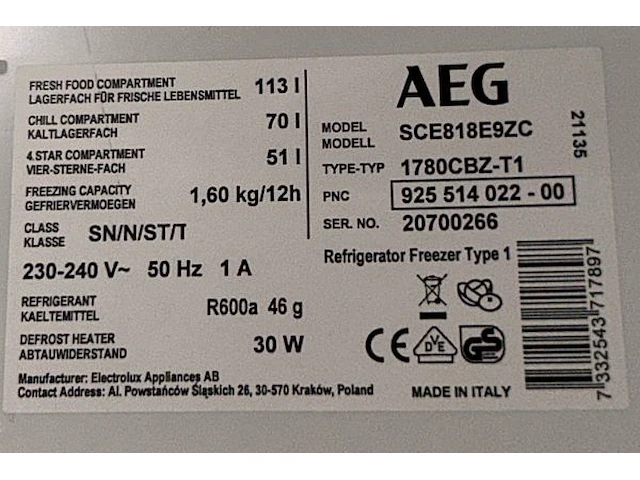 FRESH FOOD COMPARTMENT
LAGERFACH FÜR FRISCHE LEBENSMITTEL 113 l
CHILL COMPARTMENT
KALTLAGERFACH 70 l
4.STAR COMPARTMENT
VIER-STERNE-FACH 51 l
FREEZING CAPACITY
GEFRIERVERMOEGEN 1,60 kg/12h
CLASS
KLASSE SN/N/ST/T
230-240 V~ 50 Hz 1 A
REFRIGERANT
KAELTEMITTEL R600a 46 g
DEFROST HEATER
ABTAUWIDERSTAND 30 W
Manufacturer: Electrolux Appliances AB
Contact Address: Al. Powstańców Śląskich 26, 30-570 Kraków, Poland
AEG
MODEL
MODELL SCE818E9ZC
TYPE-TYP 1780CBZ-T1
PNC 925 514 022 - 00
SER. NO. 20700266
21135
Refrigerator Freezer Type 1
CE DVE GS
MADE IN ITALY
7332543717897